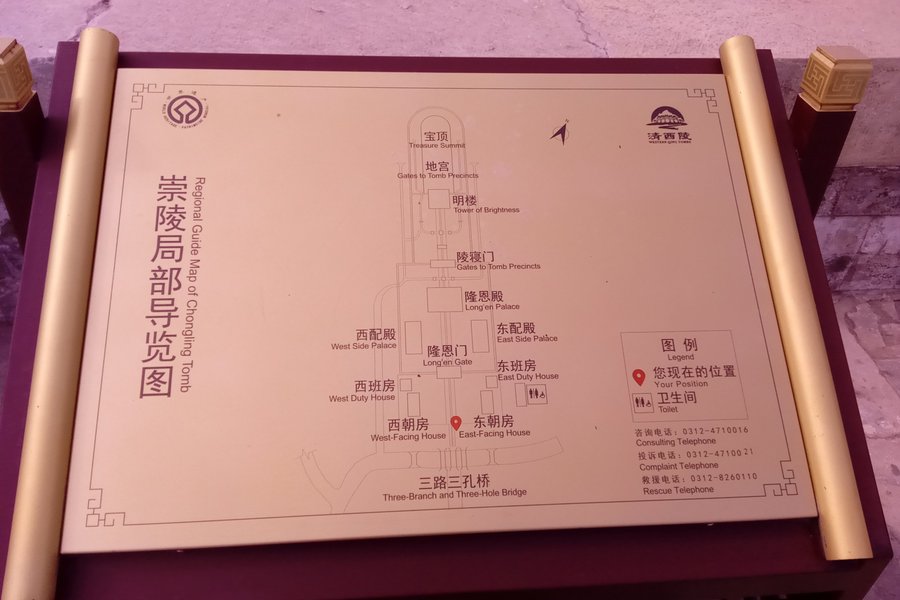 崇陵局部导览图
Regional Guide Map of Chongling Tomb
清西陵
WESTERN QING TOMBS
宝顶
Treasure Summit
地宫
Gates to Tomb Precincts
明楼
Tower of Brightness
陵寝门
Gates to Tomb Precincts
隆恩殿
Long'en Palace
西配殿
West Side Palace
东配殿
East Side Palace
隆恩门
Long'en Gate
西班房
West Duty House
东班房
East Duty House
西朝房
West-Facing House
东朝房
East-Facing House
三路三孔桥
Three-Branch and Three-Hole Bridge
图例
Legend
您现在的位置
Your Position
卫生间
Toilet
咨询电话：0312-4710016
Consulting Telephone
投诉电话：0312-4710021
Complaint Telephone
救援电话：0312-8260110
Rescue Telephone